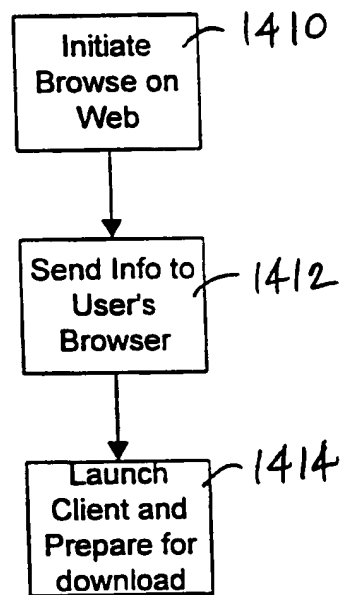 Initiate
Browse on
Web
1410
Send Info to
User's
Browser
1412
Launch
Client and
Prepare for
download
1414